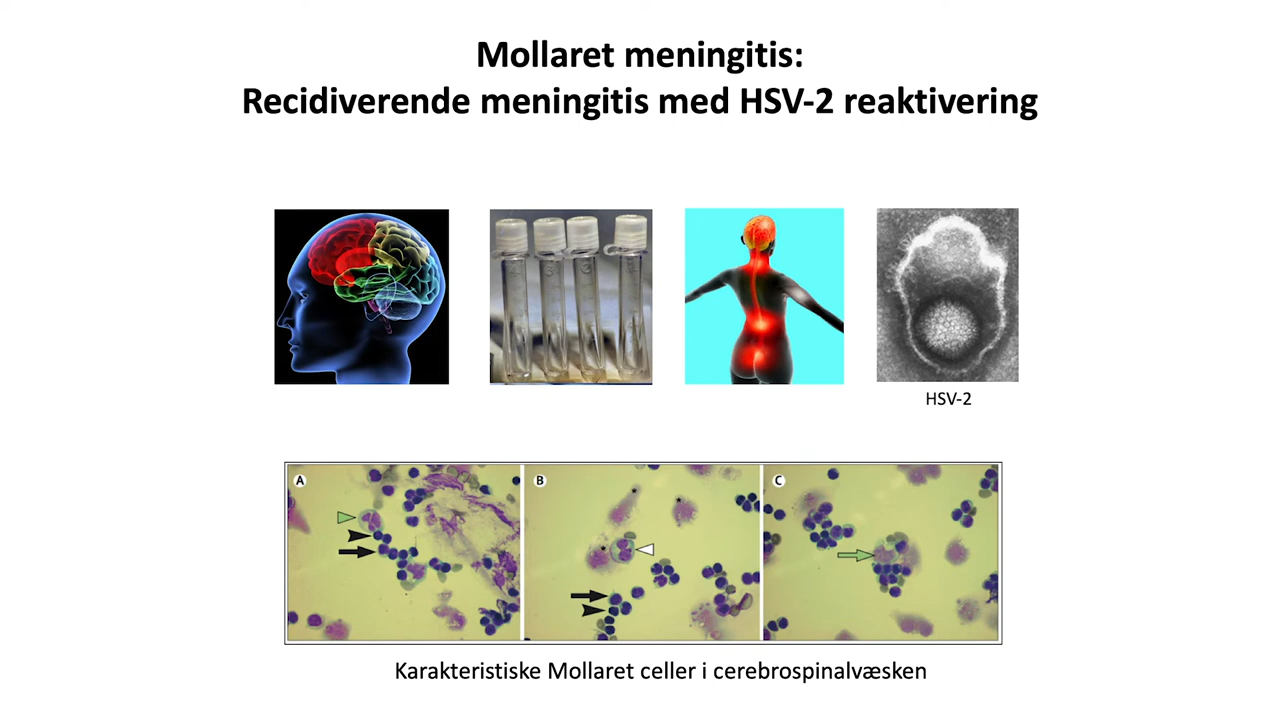 Mollaret meningitis:
Recidiverende meningitis med HSV-2 reaktivering
HSV-2
A
B
C
Karakteristiske Mollaret celler i cerebrospinalvæsken